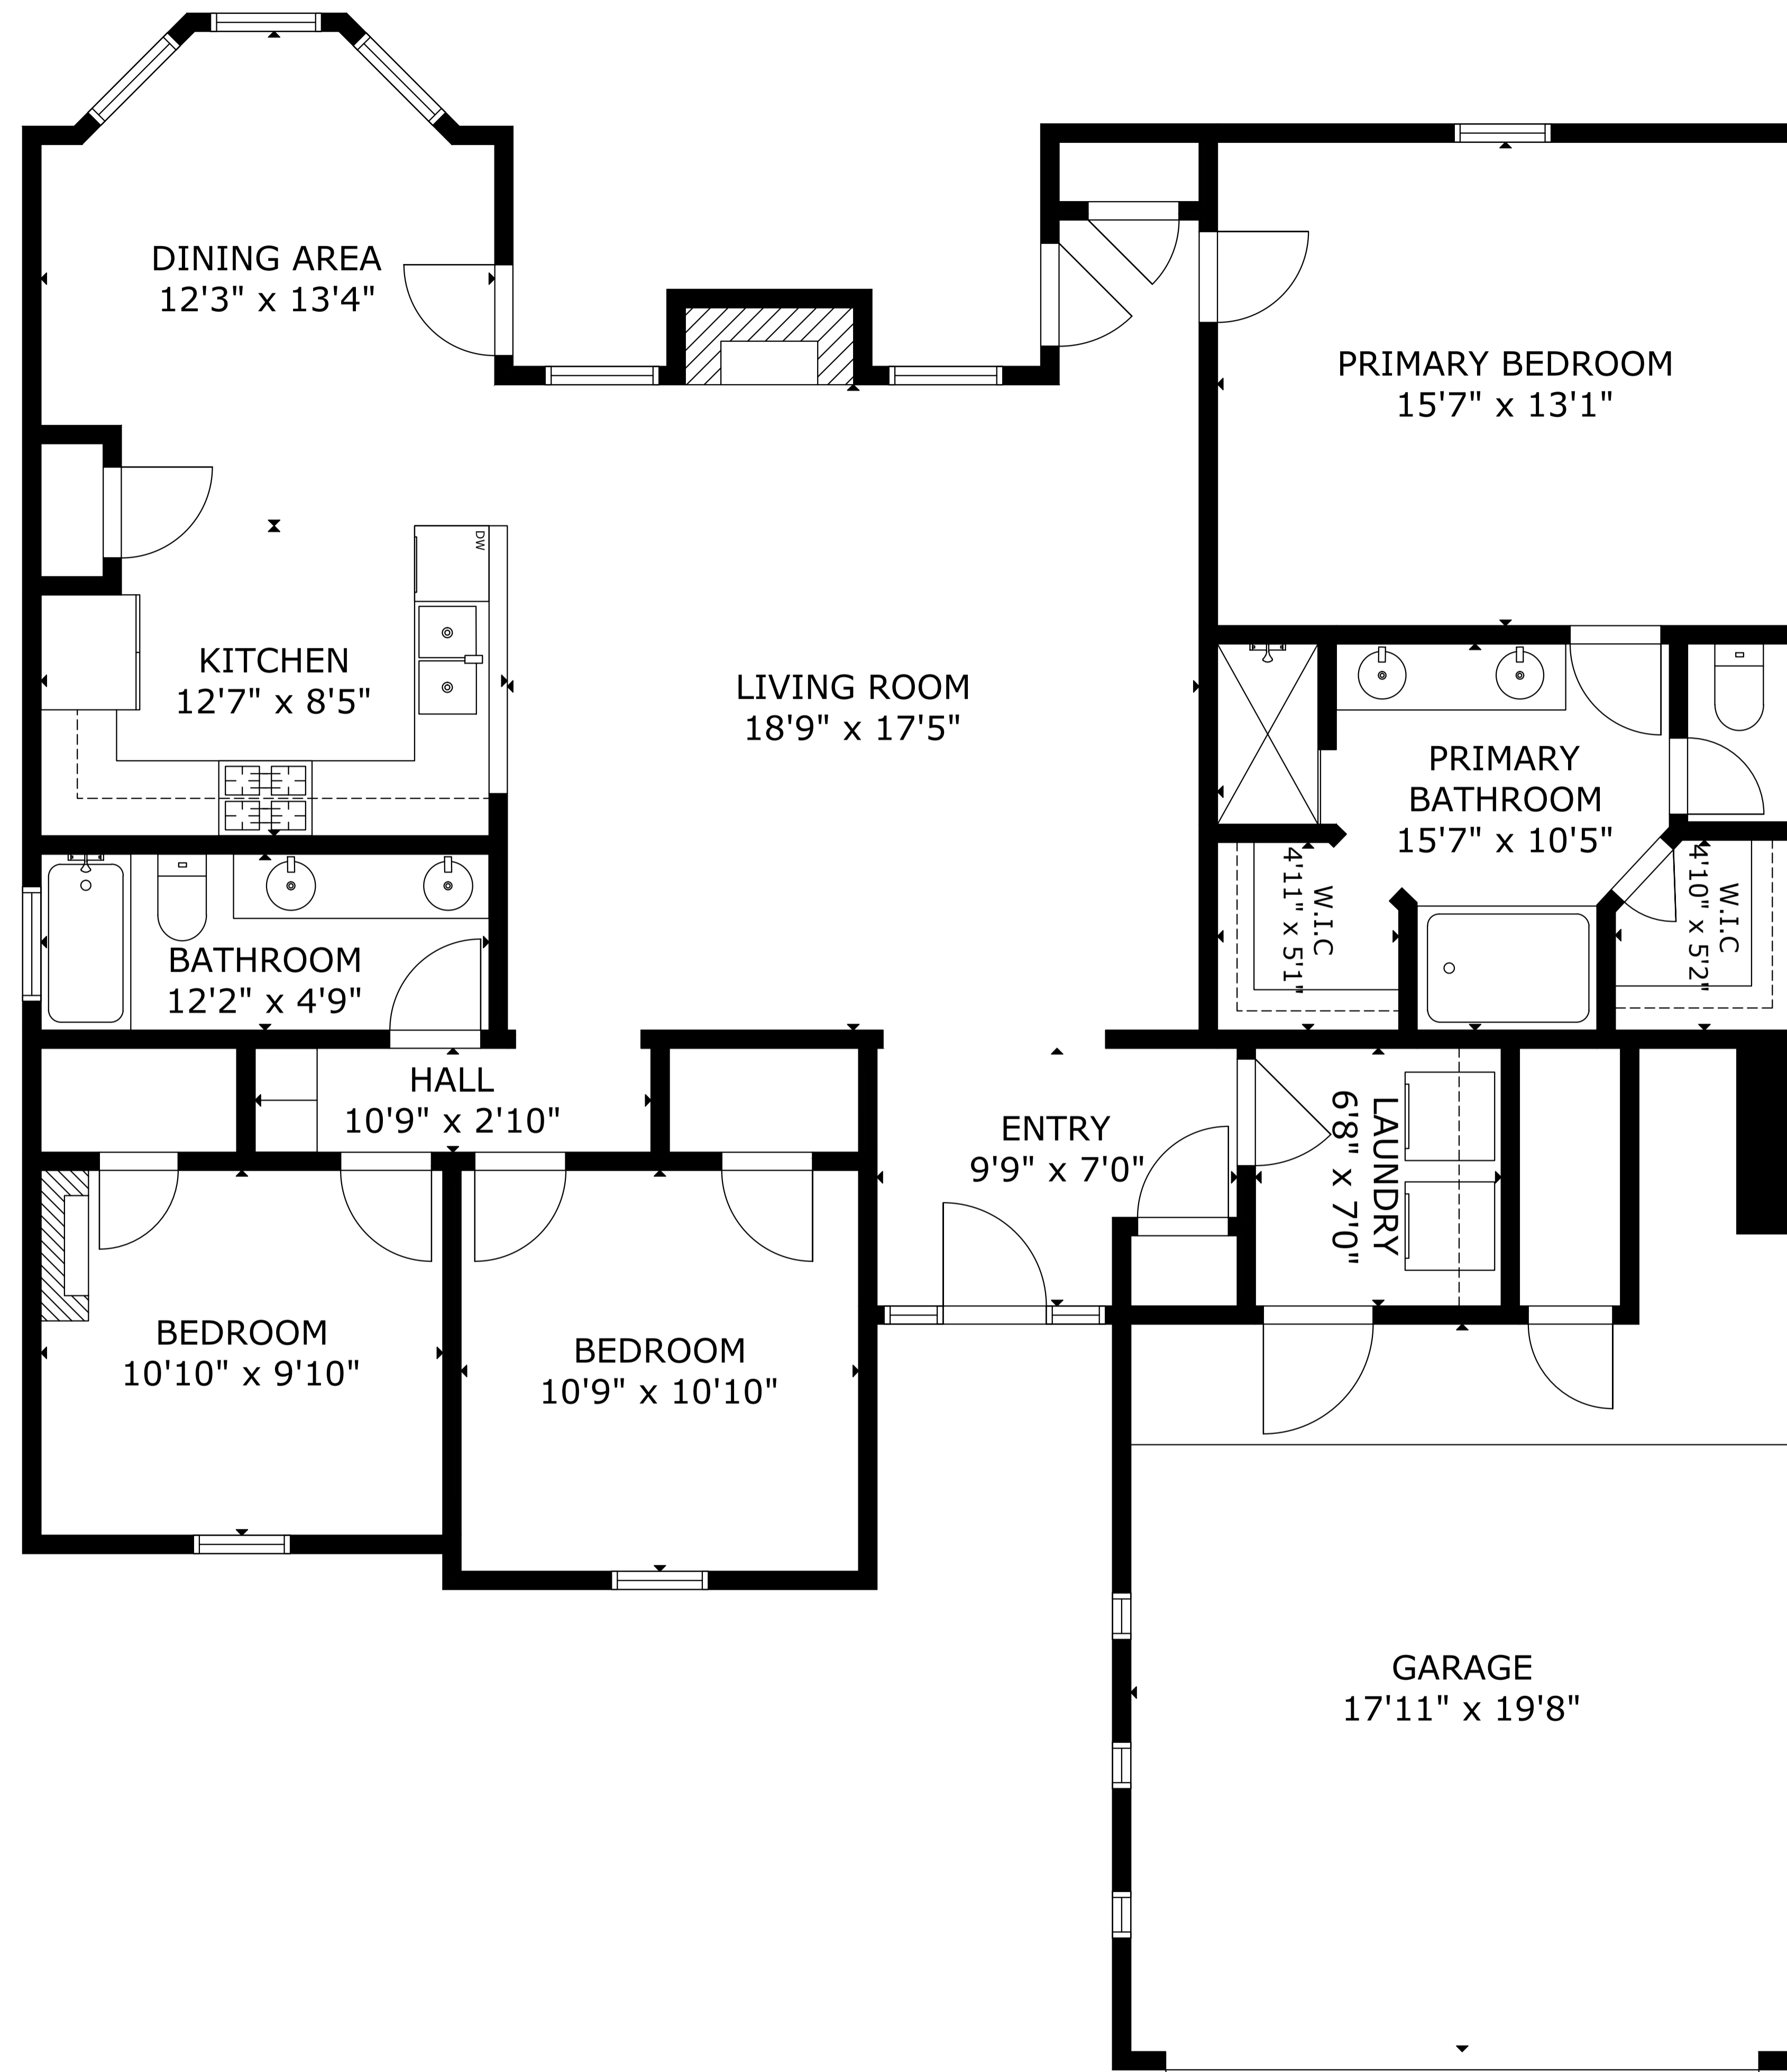 DINING AREA
12'3" x 13'4"
PRIMARY BEDROOM
15'7" x 13'1"
DW
KITCHEN
12'7" x 8'5"
LIVING ROOM
18'9" x 17'5"
PRIMARY
BATHROOM
15'7" x 10'5"
W.I.C
4'11" x 5'1"
W.I.C
4'10" x 5'2"
BATHROOM
12'2" x 4'9"
HALL
10'9" x 2'10"
ENTRY
9'9" x 7'0"
LAUNDRY
6'8" x 7'0"
BEDROOM
10'10" x 9'10"
BEDROOM
10'9" x 10'10"
GARAGE
17'11" x 19'8"